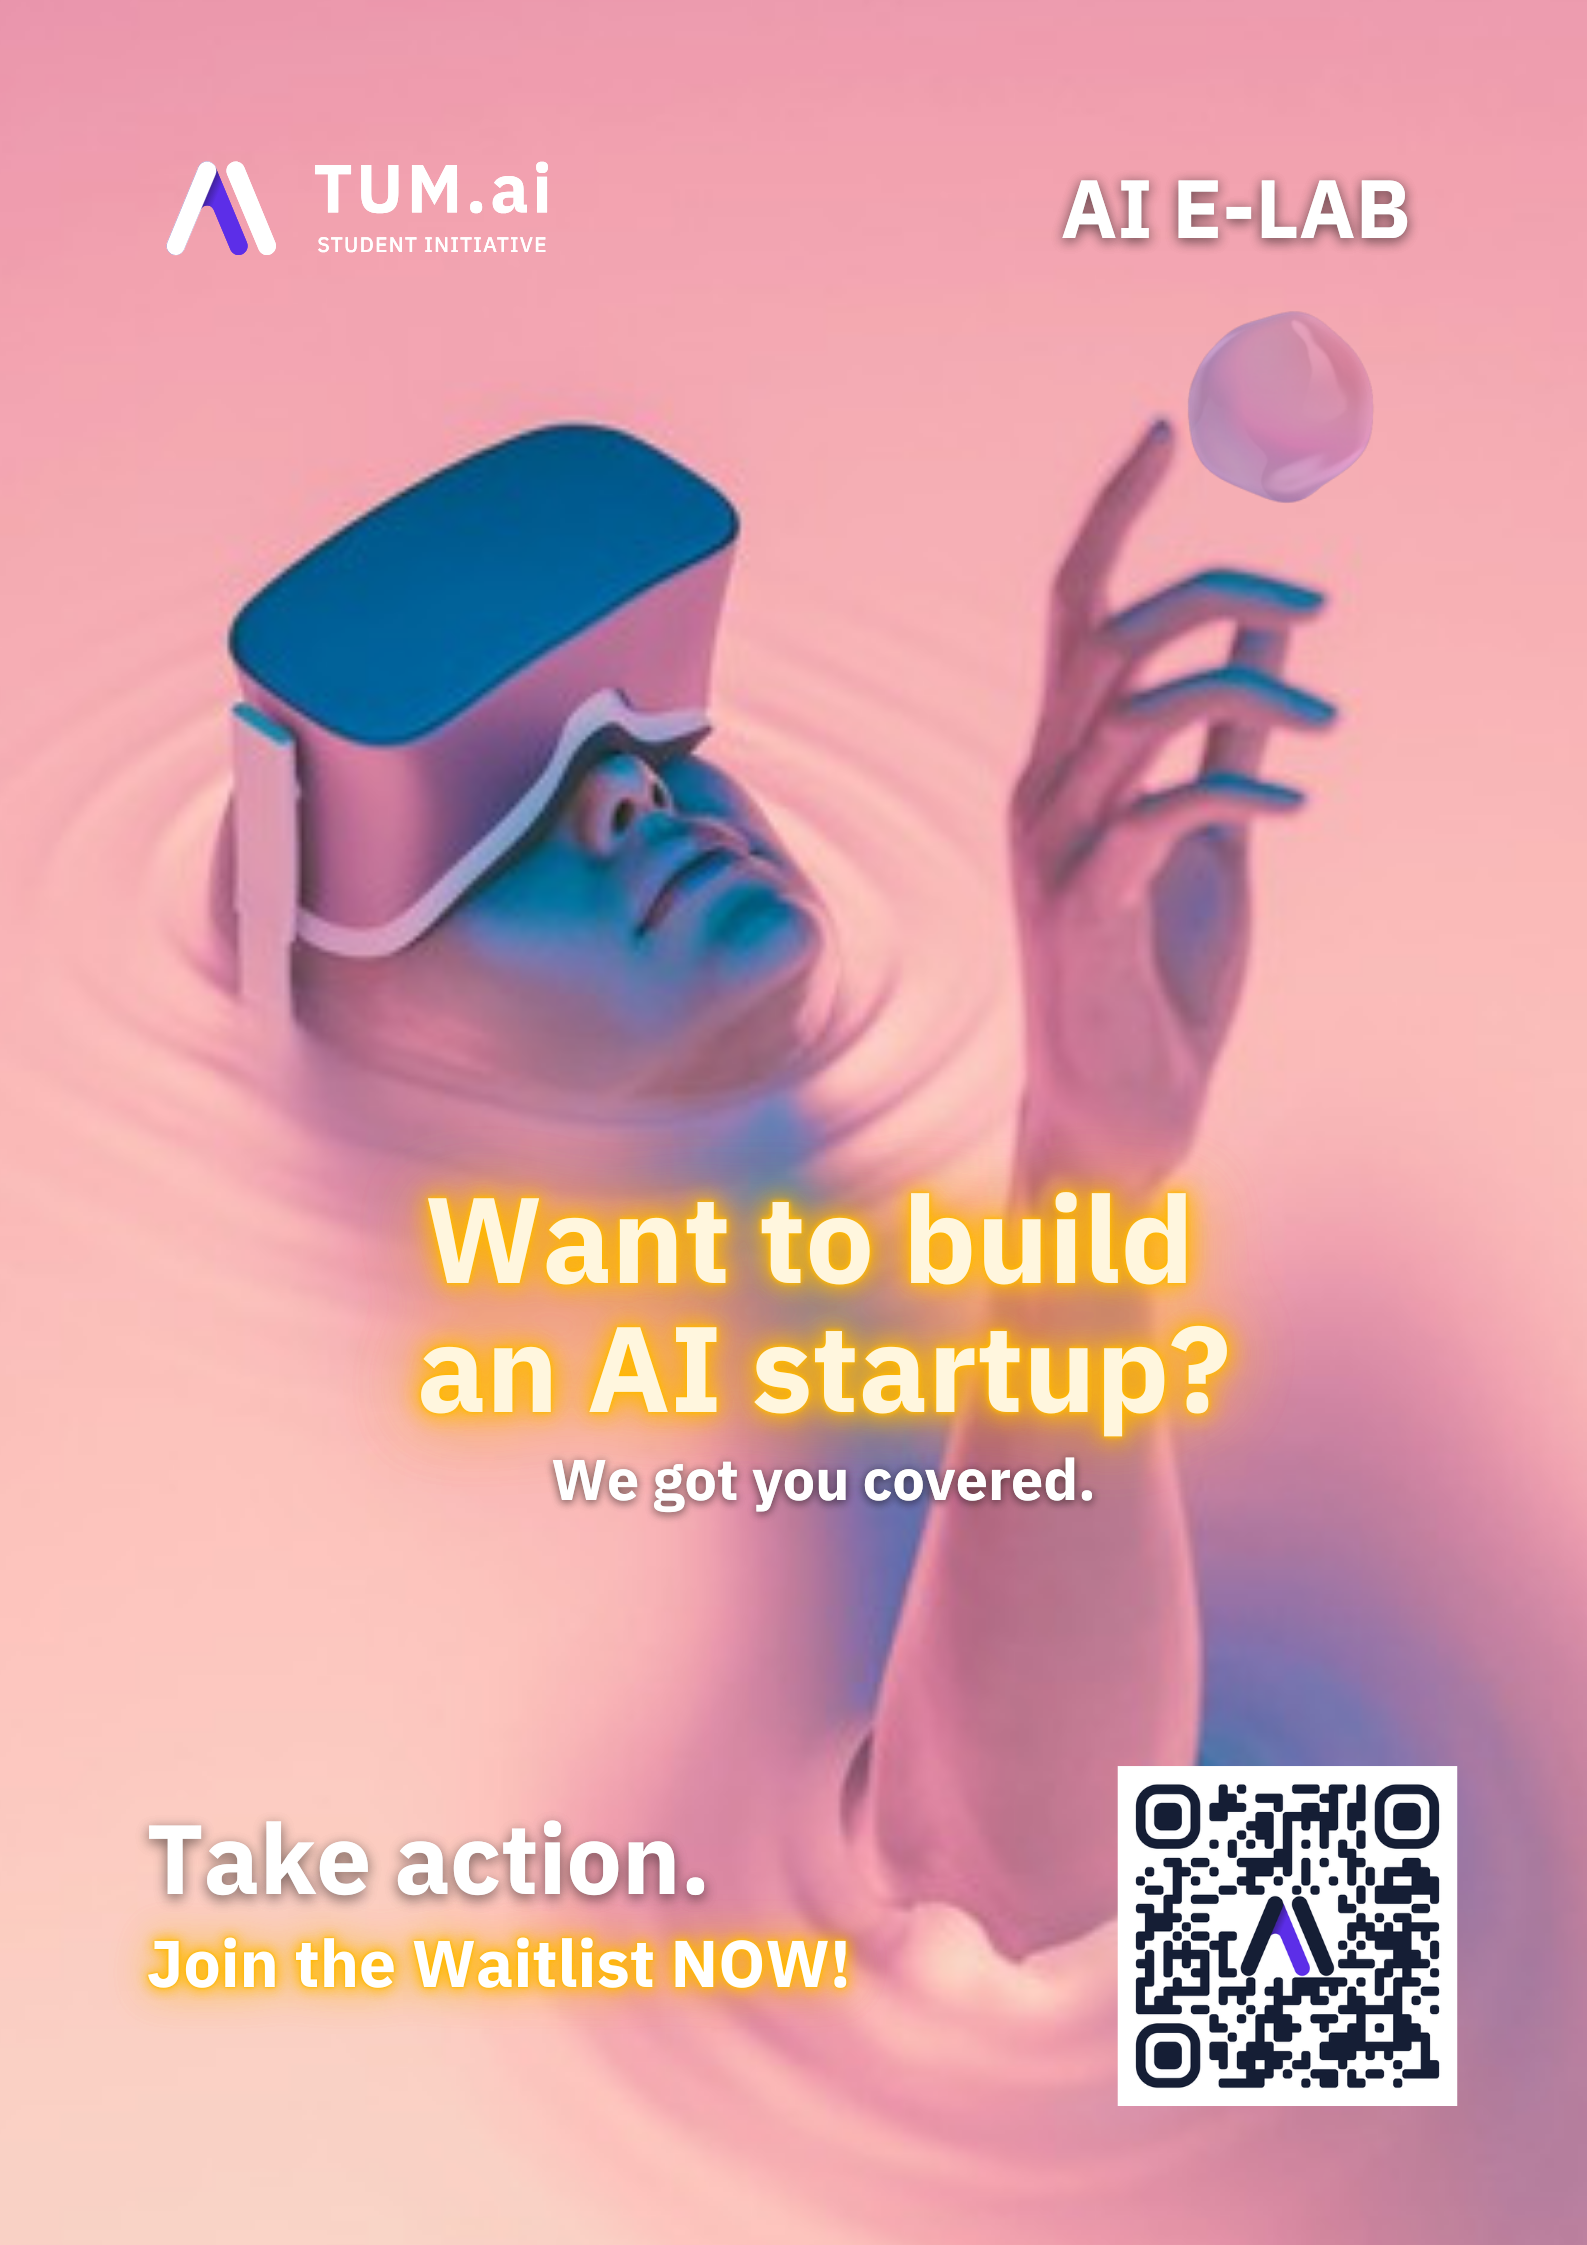 TUM.ai
STUDENT INITIATIVE
AI E-LAB
Want to build
an AI startup?
We got you covered.
Take action.
Join the Waitlist NOW!